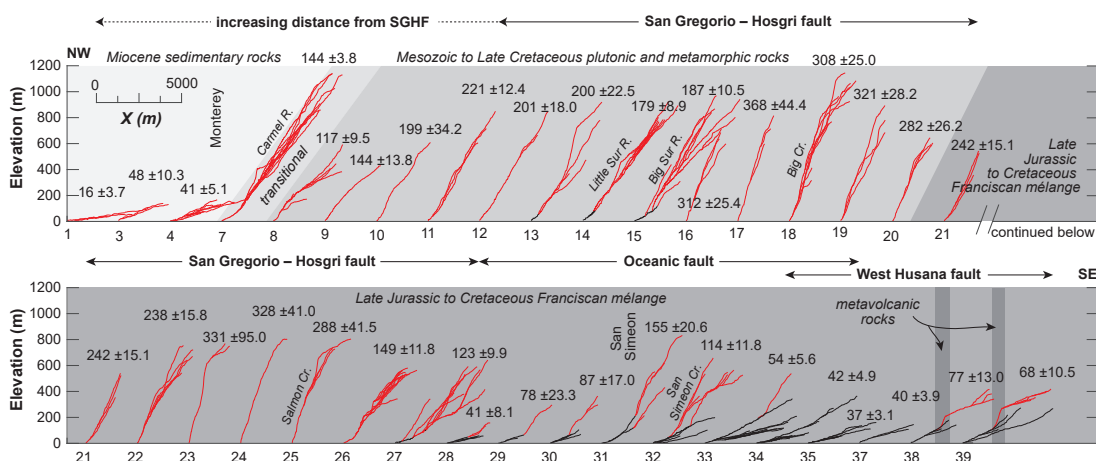 increasing distance from SGHF
San Gregorio – Hosgri fault
NW
Miocene sedimentary rocks
144 ±3.8
Mesozoic to Late Cretaceous plutonic and metamorphic rocks
308 ±25.0
Elevation (m)
1200
1000
800
600
400
200
0
0
5000
X (m)
Monterey
16 ±3.7
48 ±10.3
41 ±5.1
Carmel R.
transitional
117 ±9.5
144 ±13.8
199 ±34.2
221 ±12.4
201 ±18.0
200 ±22.5
179 ±8.9
187 ±10.5
Little Sur R.
Big Sur R.
312 ±25.4
368 ±44.4
Big Cr.
321 ±28.2
282 ±26.2
242 ±15.1
Late
Jurassic
to Cretaceous
Franciscan mélange
1 3 4 7 8 9 10 11 12 13 14 15 16 17 18 19 20 21
continued below
San Gregorio – Hosgri fault
Oceanic fault
West Husana fault
SE
Late Jurassic to Cretaceous Franciscan mélange
metavolcanic
rocks
Elevation (m)
1200
1000
800
600
400
200
0
242 ±15.1
238 ±15.8
331 ±95.0
328 ±41.0
288 ±41.5
Salmon Cr.
149 ±11.8
123 ±9.9
41 ±8.1
78 ±23.3
87 ±17.0
San
Simeon
155 ±20.6
San
Simeon Cr.
114 ±11.8
54 ±5.6
42 ±4.9
37 ±3.1
40 ±3.9
77 ±13.0
68 ±10.5
21 22 23 24 25 26 27 28 29 30 31 32 33 34 35 37 38 39